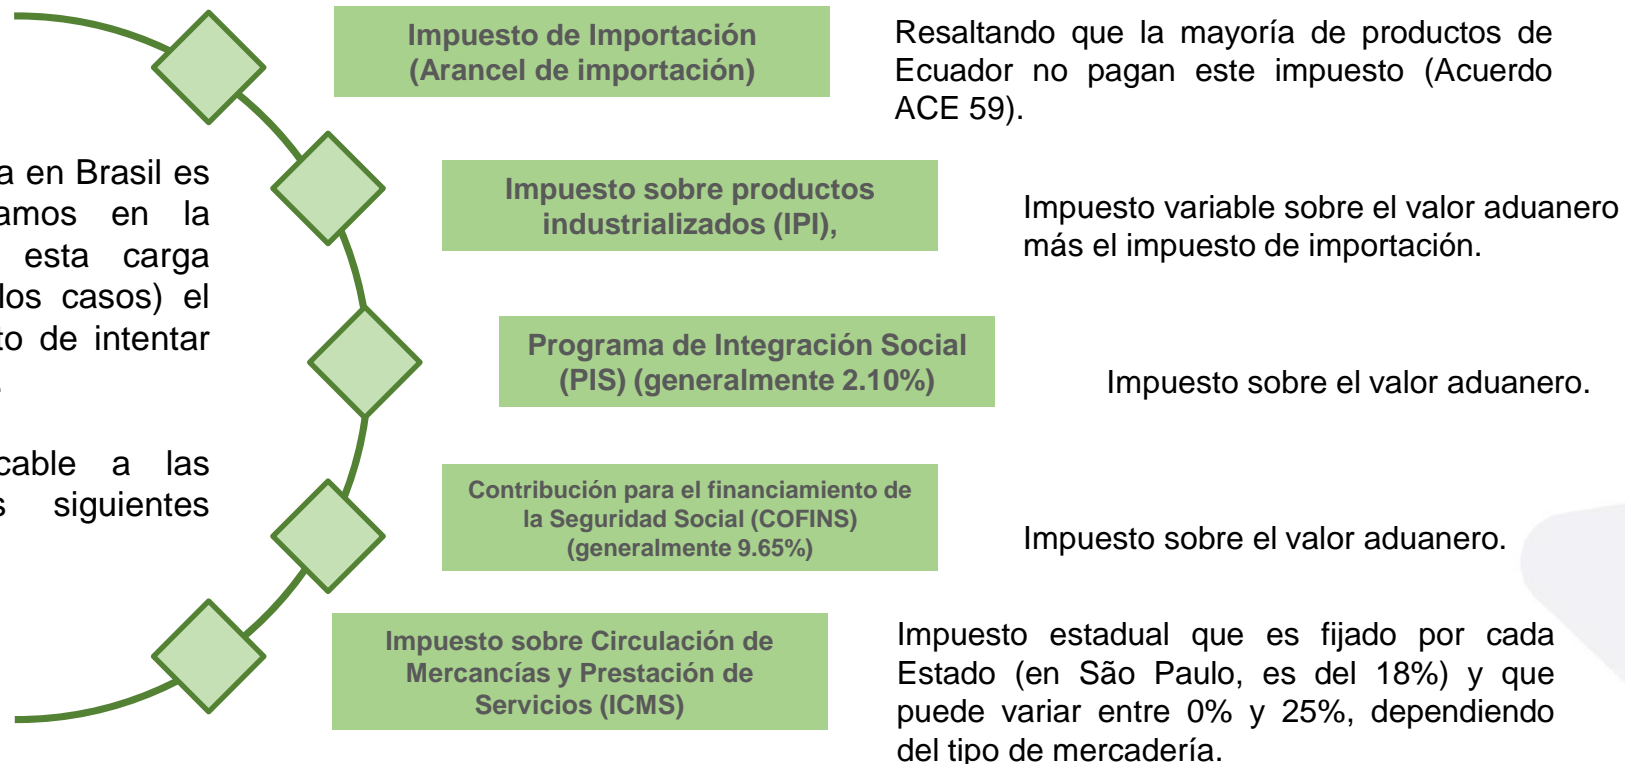 a en Brasil es
amos en la
esta carga
los casos) el
to de intentar
cable a las
s siguientes
Impuesto de Importación
(Arancel de importación)
Resaltando que la mayoría de productos de
Ecuador no pagan este impuesto (Acuerdo
ACE 59).
Impuesto sobre productos
industrializados (IPI),
Impuesto variable sobre el valor aduanero
más el impuesto de importación.
Programa de Integración Social
(PIS) (generalmente 2.10%)
Impuesto sobre el valor aduanero.
Contribución para el financiamiento de
la Seguridad Social (COFINS)
(generalmente 9.65%)
Impuesto sobre el valor aduanero.
Impuesto sobre Circulación de
Mercancías y Prestación de
Servicios (ICMS)
Impuesto estadual que es fijado por cada
Estado (en São Paulo, es del 18%) y que
puede variar entre 0% y 25%, dependiendo
del tipo de mercadería.